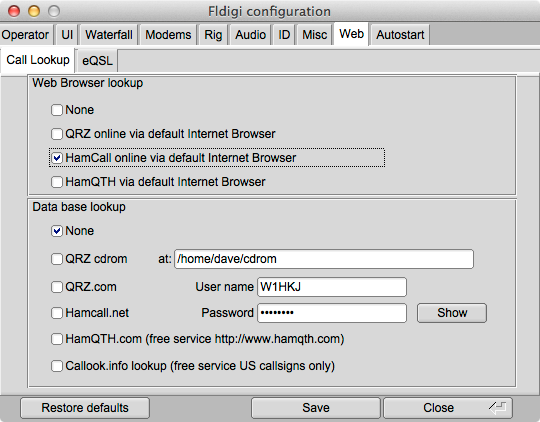 Fldigi configuration
Operator UI Waterfall Modems Rig Audio ID Misc Web Autostart
Call Lookup eQSL
Web Browser lookup
None
QRZ online via default Internet Browser
HamCall online via default Internet Browser
HamQTH via default Internet Browser
Data base lookup
None
QRZ cdrom at: /home/dave/cdrom
QRZ.com User name W1HKJ
Hamcall.net Password •••••••• Show
HamQTH.com (free service http://www.hamqth.com)
Callook.info lookup (free service US callsigns only)
Restore defaults Save Close